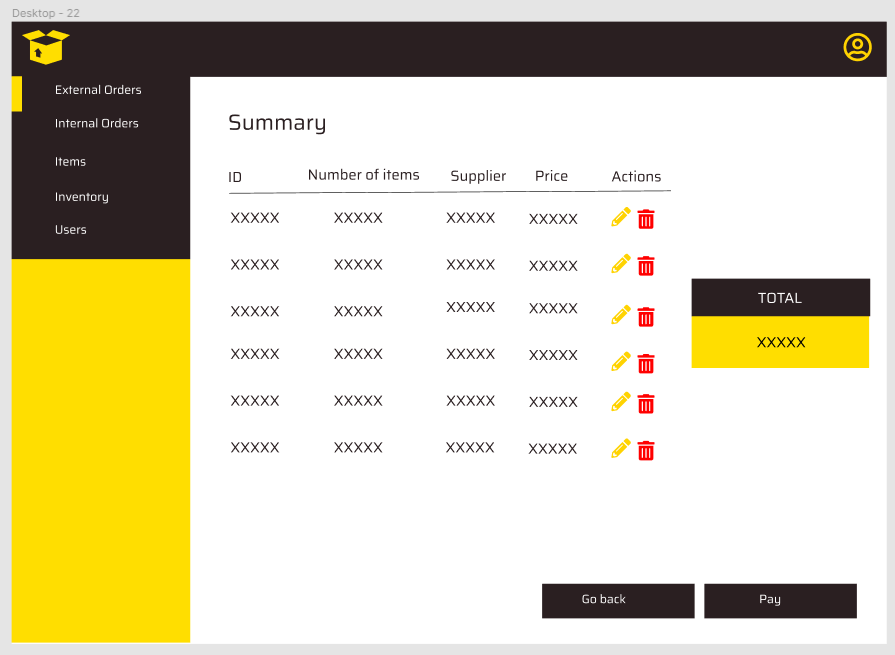 Desktop - 22
External Orders
Internal Orders
Items
Inventory
Users
Summary
ID Number of items Supplier Price Actions
XXXXX XXXXX XXXXX XXXXX
XXXXX XXXXX XXXXX XXXXX
XXXXX XXXXX XXXXX XXXXX
XXXXX XXXXX XXXXX XXXXX
XXXXX XXXXX XXXXX XXXXX
XXXXX XXXXX XXXXX XXXXX
TOTAL
XXXXX
Go back Pay